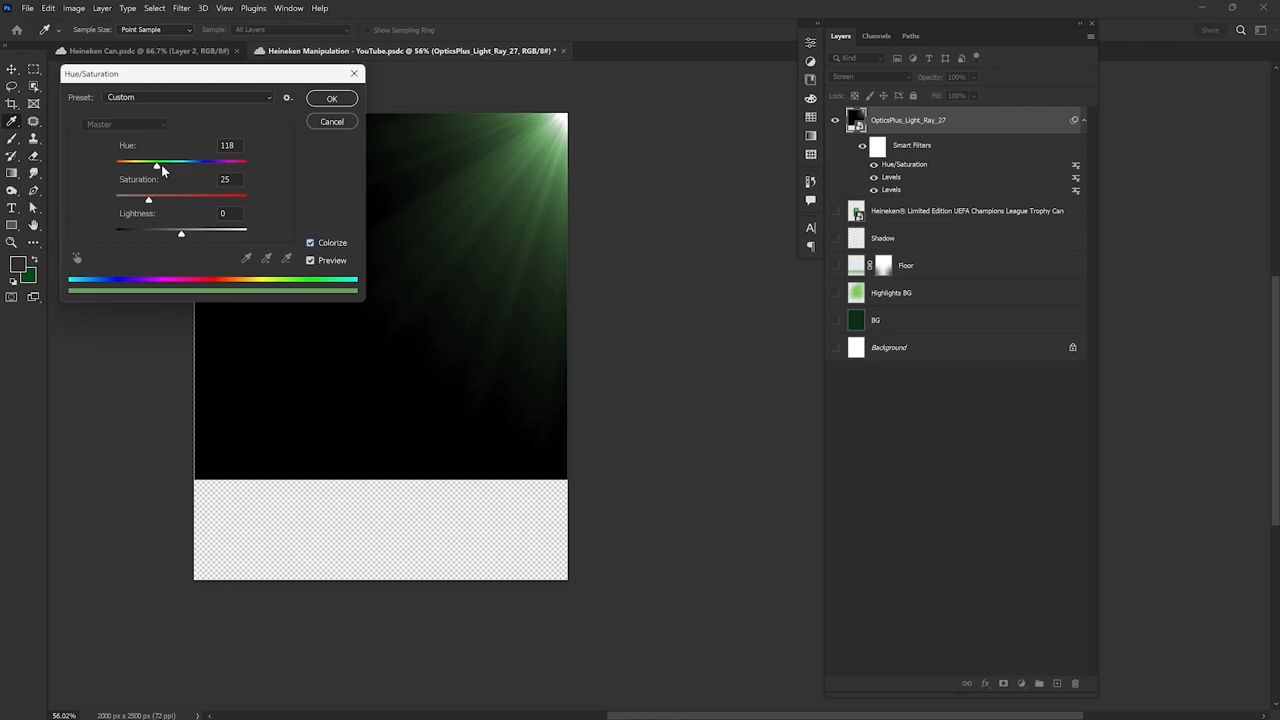 Ps File Edit Image Layer Type Select Filter 3D View Plugins Window Help
Sample Size: Point Sample Sample: All Layers Show Sampling Ring Share
Heineken Can.psdc @ 66.7% (Layer 2, RGB/8#) × Heineken Manipulation - YouTube.psdc @ 56% (OpticsPlus_Light_Ray_27, RGB/8#) * ×
Hue/Saturation
Preset: Custom OK
Cancel
Master
Hue: 118
Saturation: 25
Lightness: 0
Colorize
Preview
Layers Channels Paths
Kind
Screen Opacity: 100%
Lock: Fill: 100%
OpticsPlus_Light_Ray_27
Smart Filters
Hue/Saturation
Levels
Levels
Heineken® Limited Edition UEFA Champions League Trophy Can
Shadow
Floor
Highlights BG
BG
Background
fx
56.02% 2000 px x 2500 px (72 ppi)